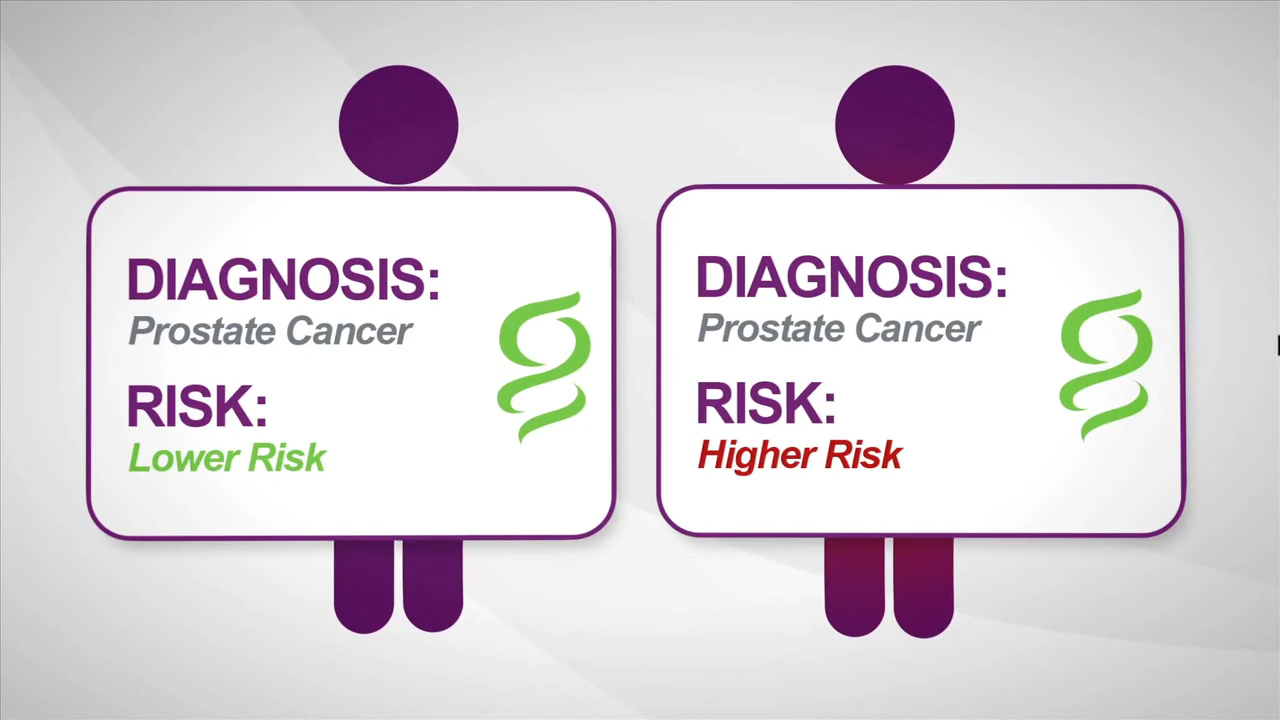 DIAGNOSIS:
Prostate Cancer
RISK:
Lower Risk
DIAGNOSIS:
Prostate Cancer
RISK:
Higher Risk